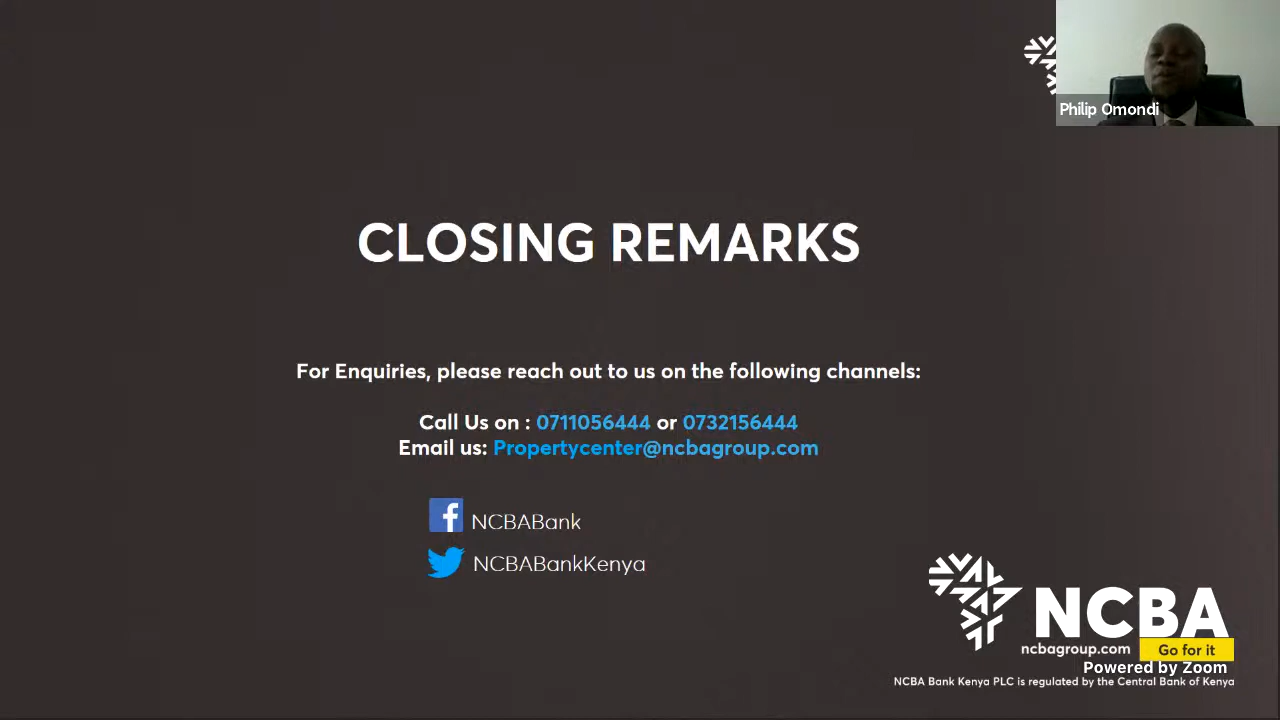 Philip Omondi
CLOSING REMARKS
For Enquiries, please reach out to us on the following channels:
Call Us on : 0711056444 or 0732156444
Email us: Propertycenter@ncbagroup.com
NCBABank
NCBABankKenya
NCBA
ncbagroup.com Go for it
Powered by Zoom
NCBA Bank Kenya PLC is regulated by the Central Bank of Kenya